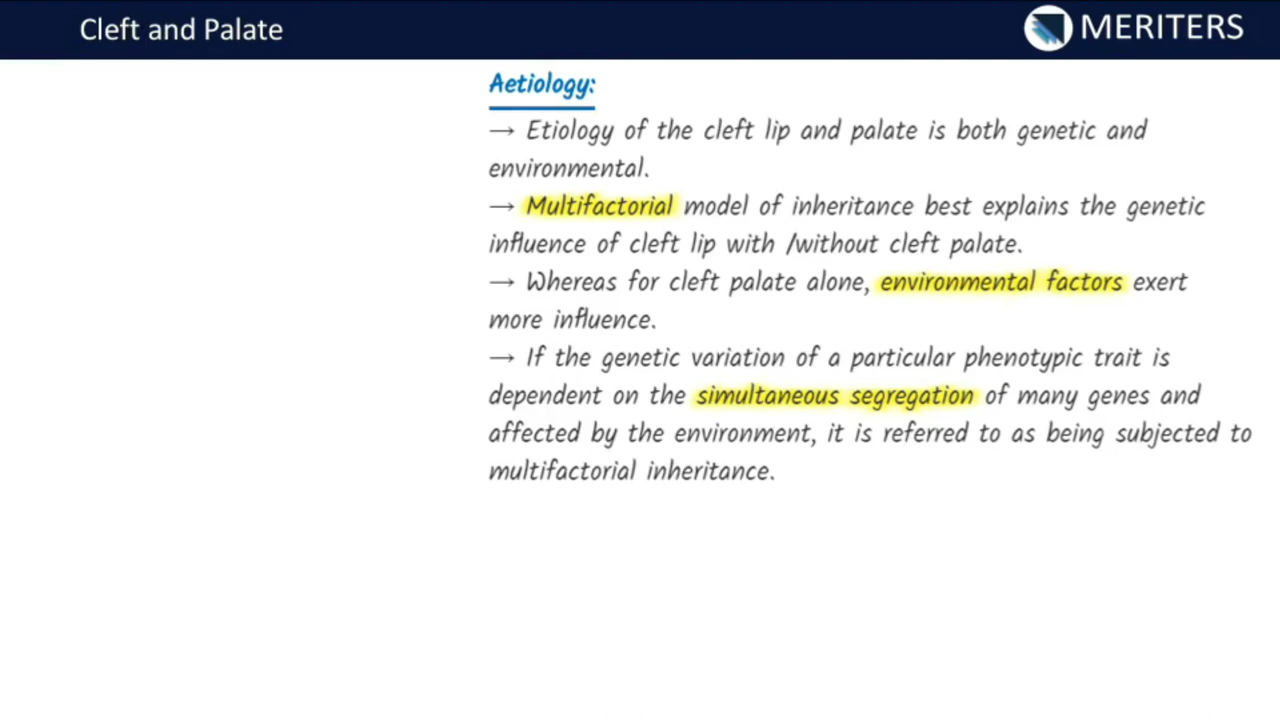 Cleft and Palate
MERITERS
Aetiology:
→ Etiology of the cleft lip and palate is both genetic and
environmental.
→ Multifactorial model of inheritance best explains the genetic
influence of cleft lip with /without cleft palate.
→ Whereas for cleft palate alone, environmental factors exert
more influence.
→ If the genetic variation of a particular phenotypic trait is
dependent on the simultaneous segregation of many genes and
affected by the environment, it is referred to as being subjected to
multifactorial inheritance.